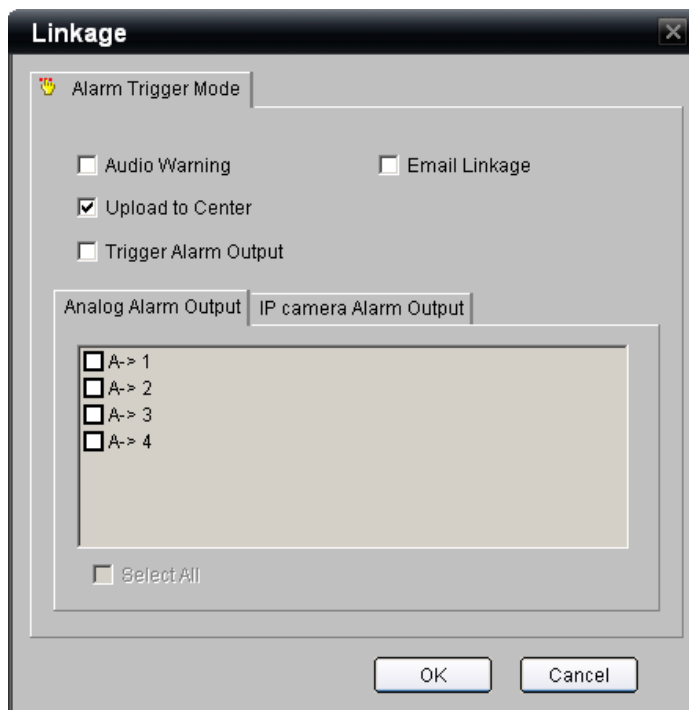 Linkage
Alarm Trigger Mode
Audio Warning Email Linkage
Upload to Center
Trigger Alarm Output
Analog Alarm Output IP camera Alarm Output
A-> 1
A-> 2
A-> 3
A-> 4
Select All
OK Cancel